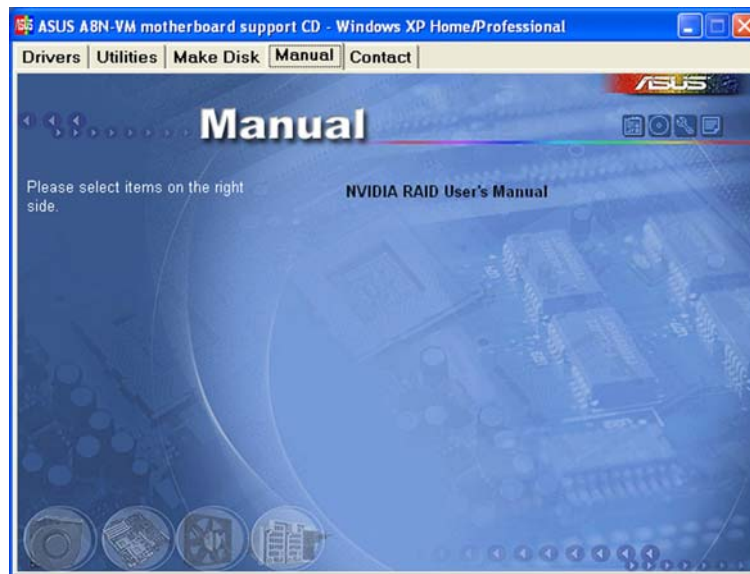 ASUS A8N-VM motherboard support CD - Windows XP Home/Professional
Drivers Utilities Make Disk Manual Contact
ASUS
Manual
Please select items on the right
side.
NVIDIA RAID User's Manual